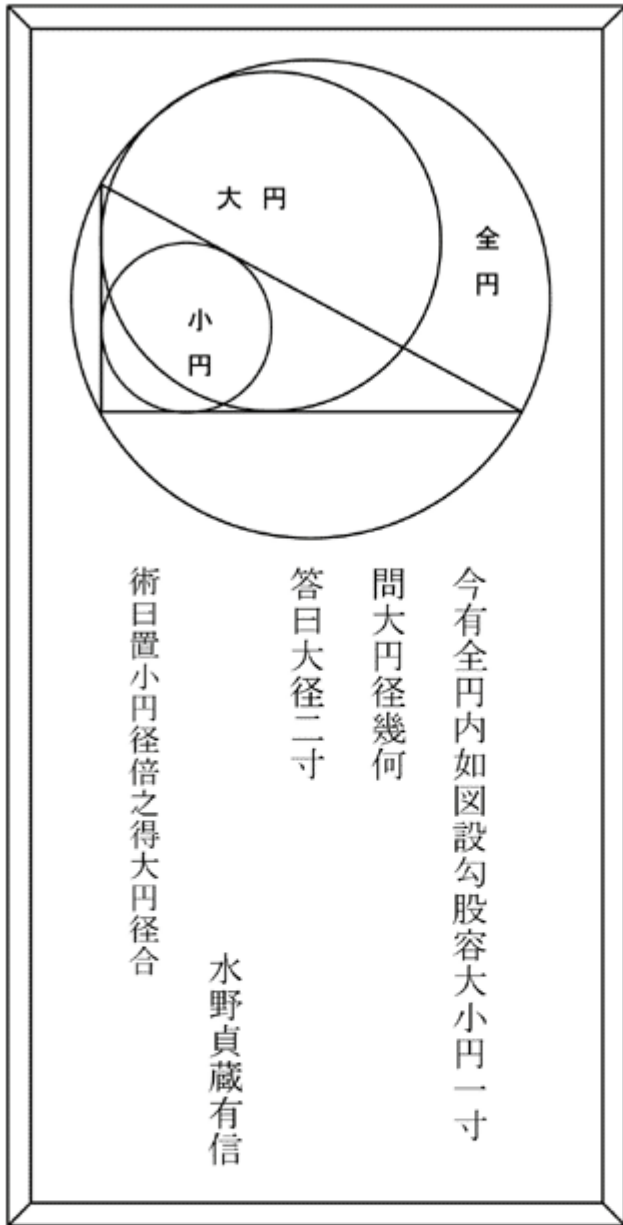 大円
全円
小円
今有全円内如図設勾股容大小円一寸
問大円径幾何
答曰大径二寸
水野貞蔵有信
術曰置小円径倍之得大円径合